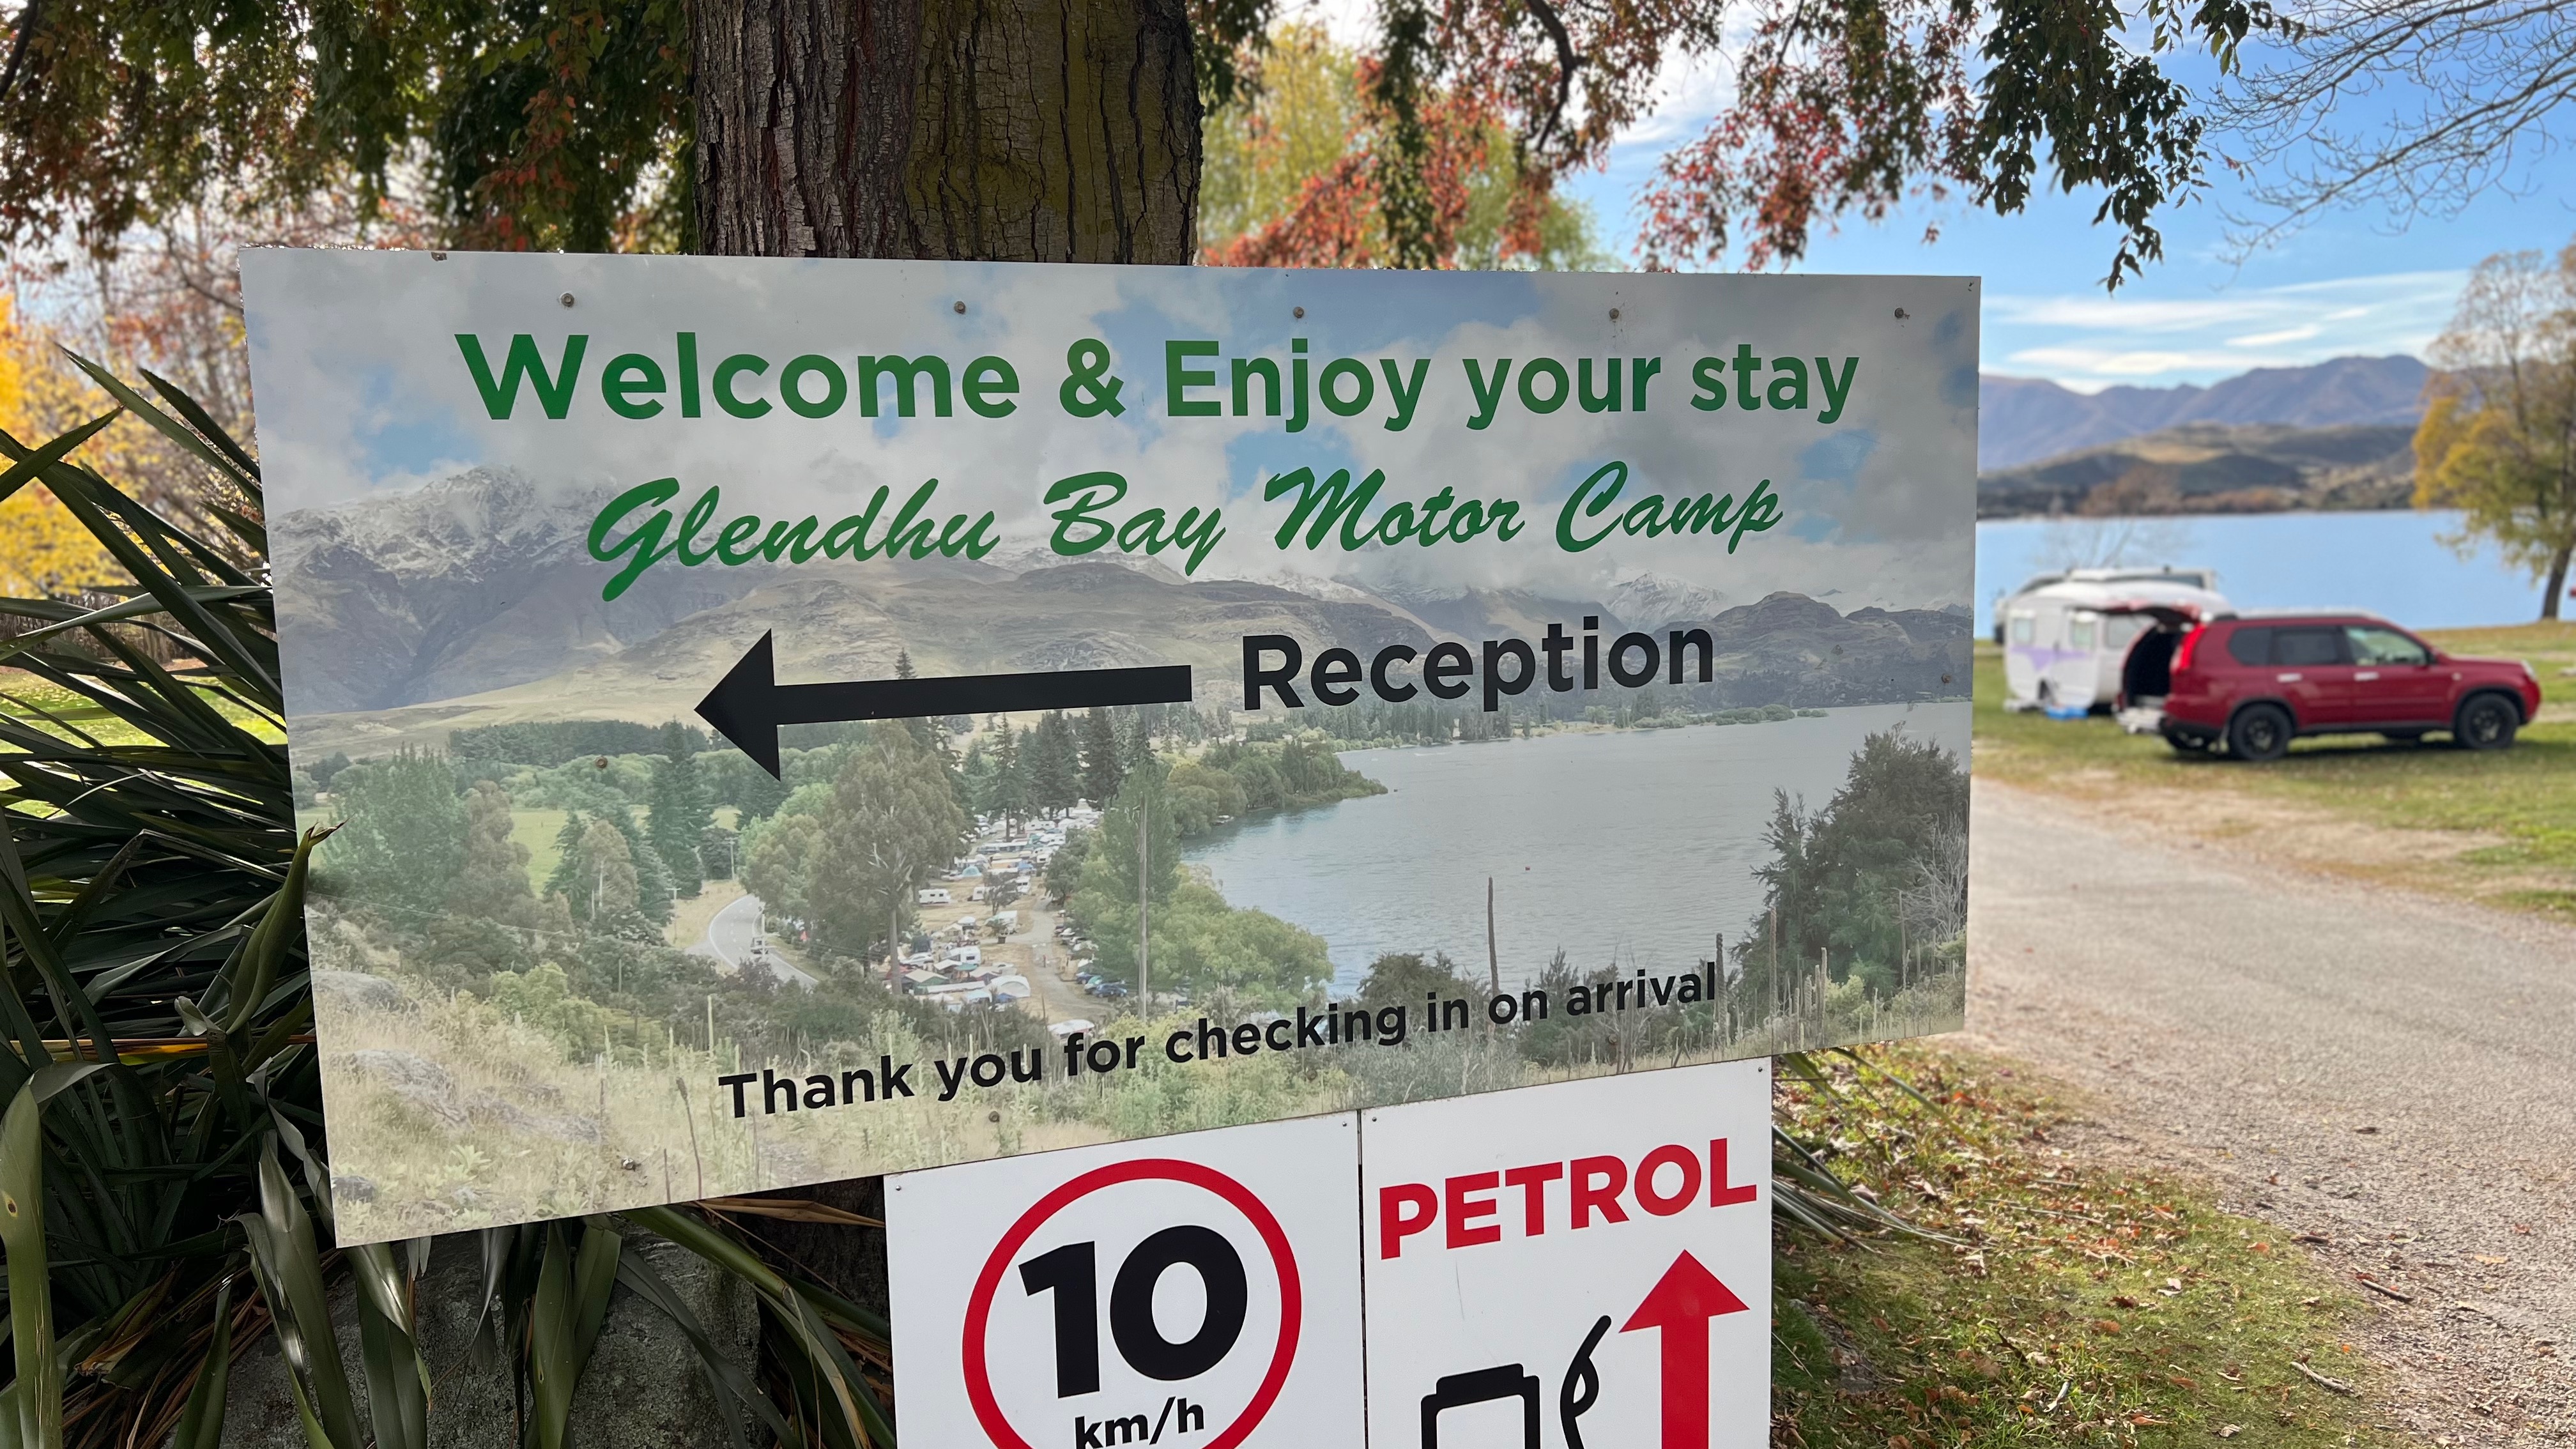 Welcome & Enjoy your stay
Glendhu Bay Motor Camp
Reception
Thank you for checking in on arrival
10
km/h
PETROL